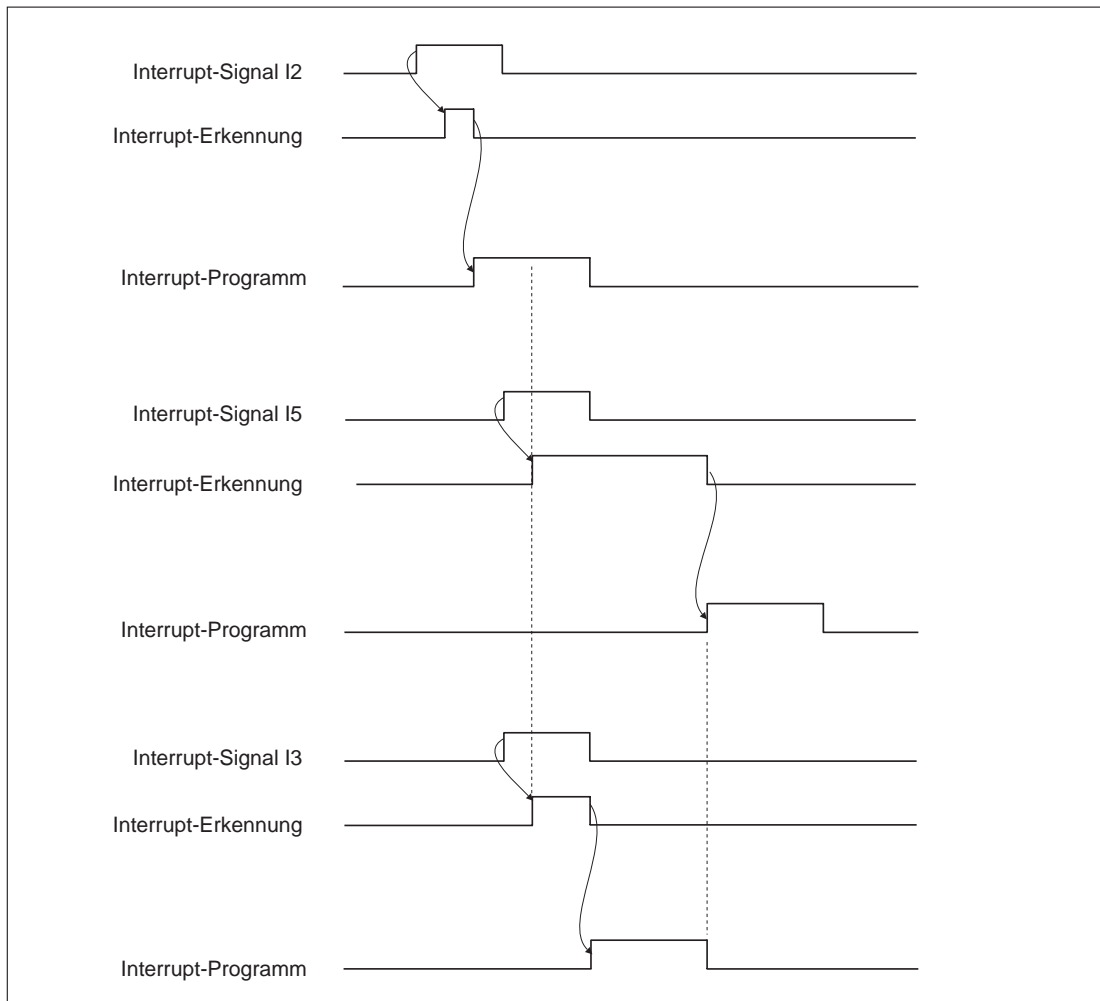 Interrupt-Signal I2
Interrupt-Erkennung
Interrupt-Programm
Interrupt-Signal I5
Interrupt-Erkennung
Interrupt-Programm
Interrupt-Signal I3
Interrupt-Erkennung
Interrupt-Programm